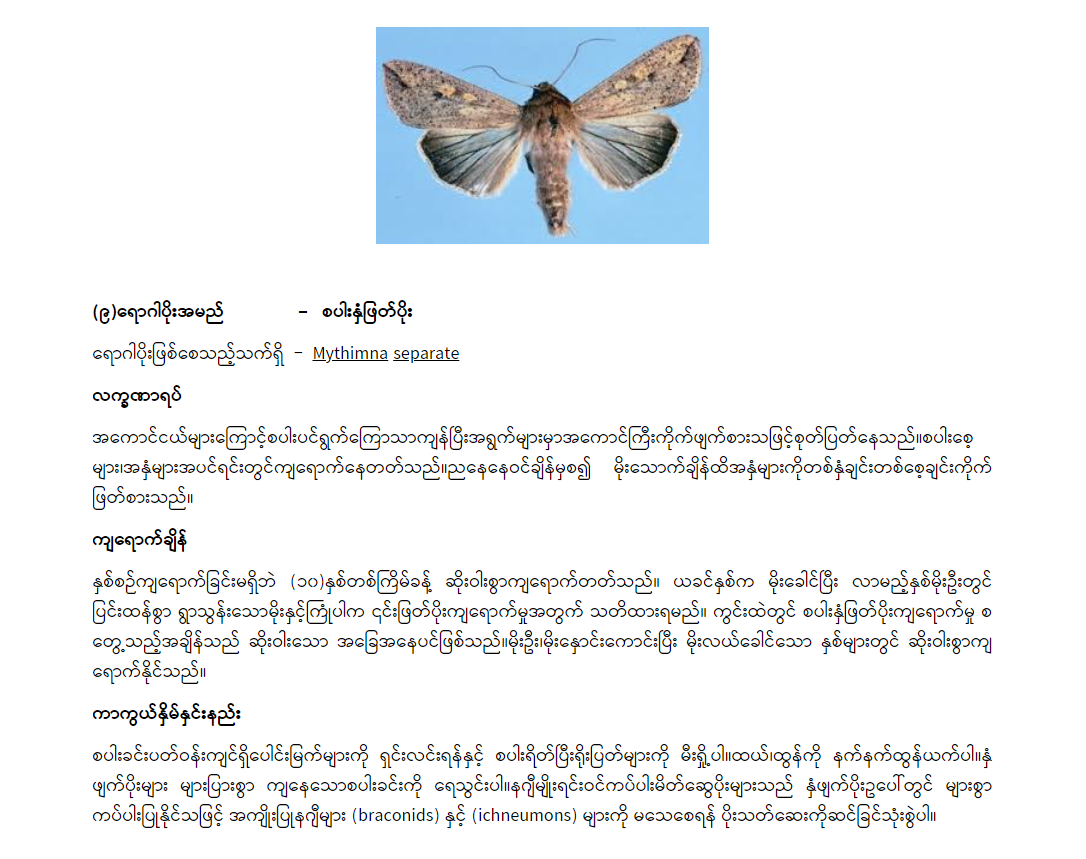 (၉)ရောဂါပိုးအမည် – စပါးနှံဖြတ်ပိုး
ရောဂါပိုးဖြစ်စေသည့်သက်ရှိ – Mythimna separate
လက္ခဏာရပ်
အကောင်ငယ်များကြောင့်စပါးပင်ရွက်ကြောသာကျန်ပြီးအရွက်များမှာအကောင်ကြီးကိုက်ဖျက်စားသဖြင့်စုတ်ပြတ်နေသည်။စပါးစေ့
များ၊အနှံများအပင်ရင်းတွင်ကျရောက်နေတတ်သည်။ညနေနေဝင်ချိန်မှစ၍ မိုးသောက်ချိန်ထိအနှံများကိုတစ်နှံချင်းတစ်စေ့ချင်းကိုက်
ဖြတ်စားသည်။
ကျရောက်ချိန်
နှစ်စဉ်ကျရောက်ခြင်းမရှိဘဲ (၁၀)နှစ်တစ်ကြိမ်ခန့် ဆိုးဝါးစွာကျရောက်တတ်သည်။ ယခင်နှစ်က မိုးခေါင်ပြီး လာမည့်နှစ်မိုးဦးတွင်
ပြင်းထန်စွာ ရွာသွန်းသောမိုးနှင့်ကြုံပါက ၎င်းဖြတ်ပိုးကျရောက်မှုအတွက် သတိထားရမည်။ ကွင်းထဲတွင် စပါးနှံဖြတ်ပိုးကျရောက်မှု စ
တွေ့သည့်အချိန်သည် ဆိုးဝါးသော အခြေအနေပင်ဖြစ်သည်။မိုးဦး၊မိုးနှောင်းကောင်းပြီး မိုးလယ်ခေါင်သော နှစ်များတွင် ဆိုးဝါးစွာကျ
ရောက်နိုင်သည်။
ကာကွယ်နှိမ်နှင်းနည်း
စပါးခင်းပတ်ဝန်းကျင်ရှိပေါင်းမြက်များကို ရှင်းလင်းရန်နှင့် စပါးရိတ်ပြီးရိုးပြတ်များကို မီးရှို့ပါ။ထယ်၊ထွန်ကို နက်နက်ထွန်ယက်ပါ။နှံ
ဖျက်ပိုးများ များပြားစွာ ကျနေသောစပါးခင်းကို ရေသွင်းပါ။နဂျီမျိုးရင်းဝင်ကပ်ပါးမိတ်ဆွေပိုးများသည် နှံဖျက်ပိုးဥပေါ်တွင် များစွာ
ကပ်ပါးပြုနိုင်သဖြင့် အကျိုးပြုနဂျီများ (braconids) နှင့် (ichneumons) များကို မသေစေရန် ပိုးသတ်ဆေးကိုဆင်ခြင်သုံးစွဲပါ။